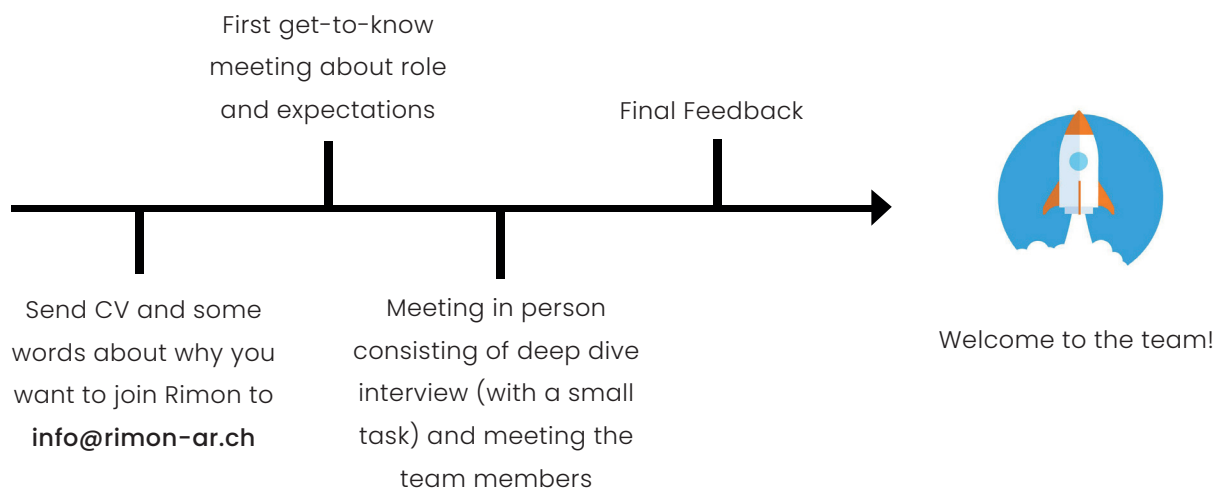 First get-to-know
meeting about role
and expectations
Final Feedback
Send CV and some
words about why you
want to join Rimon to
info@rimon-ar.ch
Meeting in person
consisting of deep dive
interview (with a small
task) and meeting the
team members
Welcome to the team!